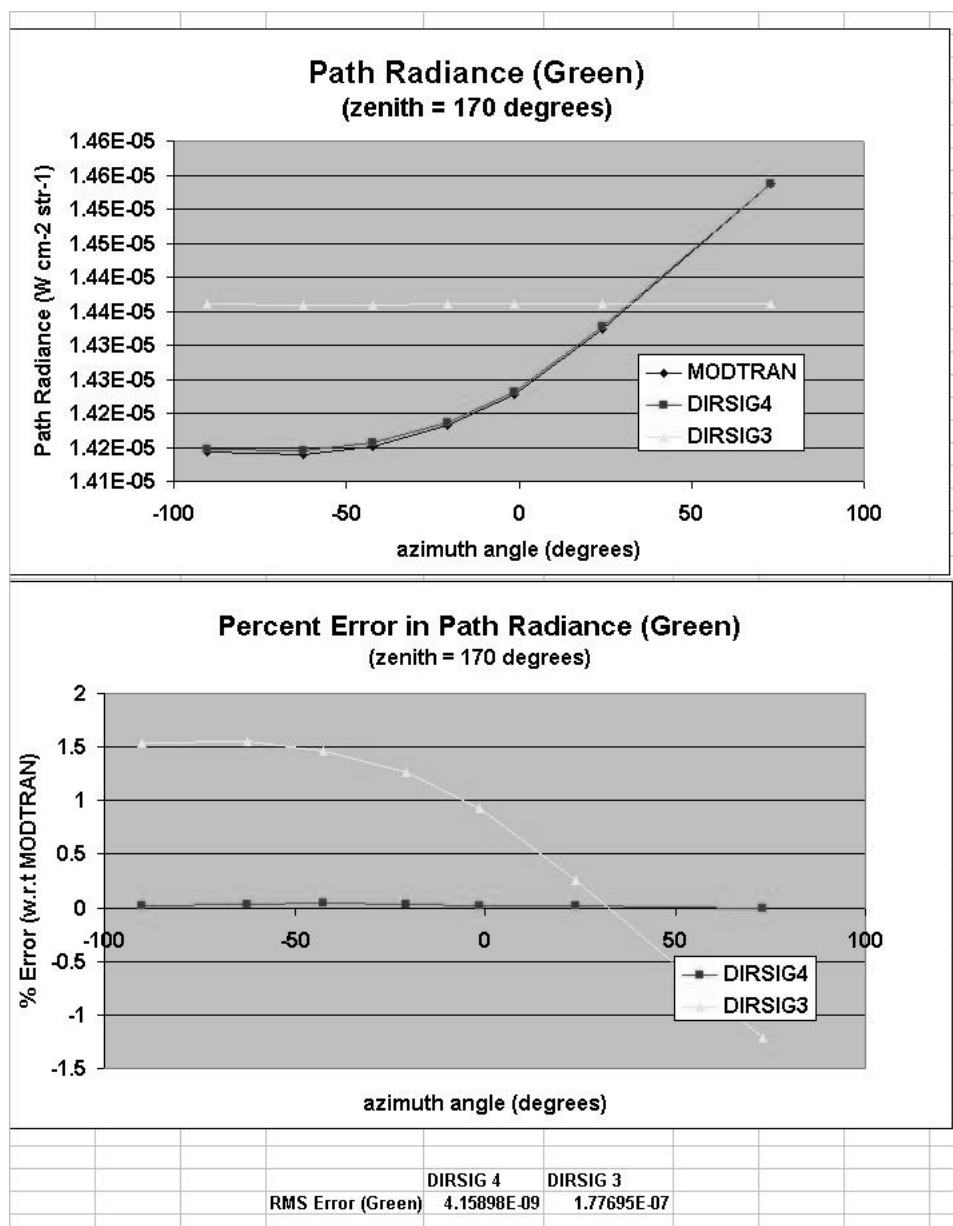 Path Radiance (Green)
(zenith = 170 degrees)
1.46E-05
1.46E-05
1.45E-05
1.45E-05
1.44E-05
1.44E-05
1.43E-05
1.43E-05
1.42E-05
1.42E-05
1.41E-05
Path Radiance (W cm-2 str-1)
MODTRAN
DIRSIG4
DIRSIG3
-100 -50 0 50 100
azimuth angle (degrees)
Percent Error in Path Radiance (Green)
(zenith = 170 degrees)
2
1.5
1
0.5
0
-0.5
-1
-1.5
% Error (w.r.t MODTRAN)
-100 -50 0 50 100
DIRSIG4
DIRSIG3
azimuth angle (degrees)
DIRSIG 4 DIRSIG 3
RMS Error (Green) 4.15898E-09 1.77695E-07